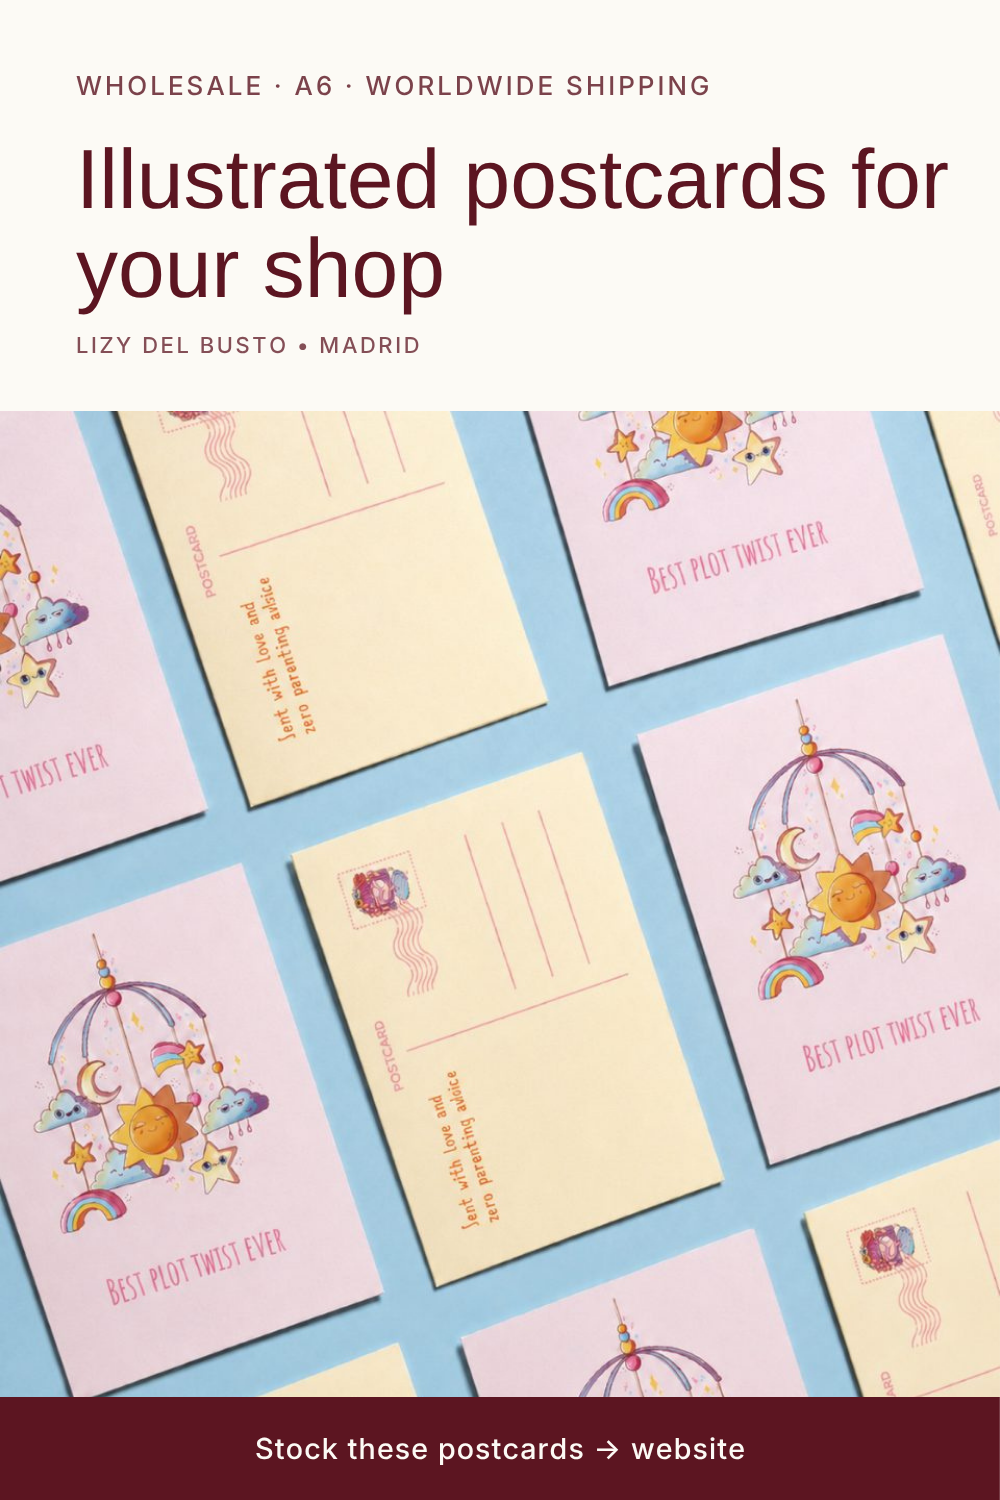 WHOLESALE · A6 · WORLDWIDE SHIPPING
Illustrated postcards for
your shop
LIZY DEL BUSTO • MADRID
POSTCARD
Sent with love and
zero parenting advice
BEST PLOT TWIST EVER
POSTCARD
T TWIST EVER
POSTCARD
Sent with love and
zero parenting advice
BEST PLOT TWIST EVER
BEST PLOT TWIST EVER
ARD
Stock these postcards → website